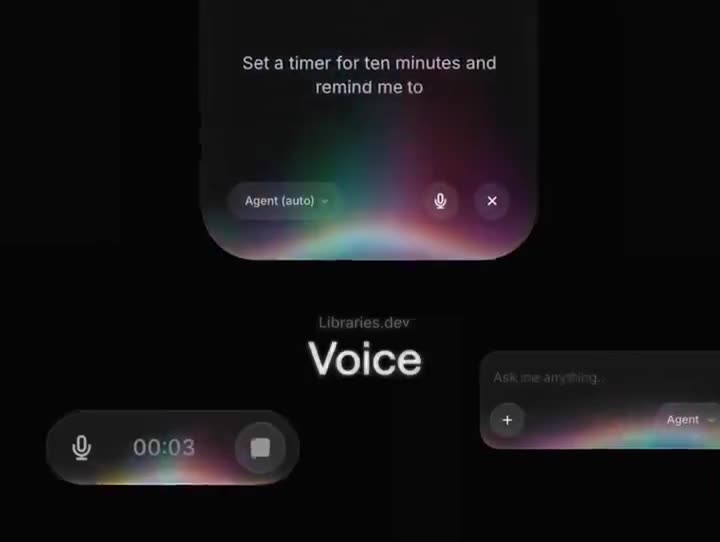 Set a timer for ten minutes and
remind me to
Agent (auto)
Libraries.dev
Voice
Ask me anything.
Agent
00:03